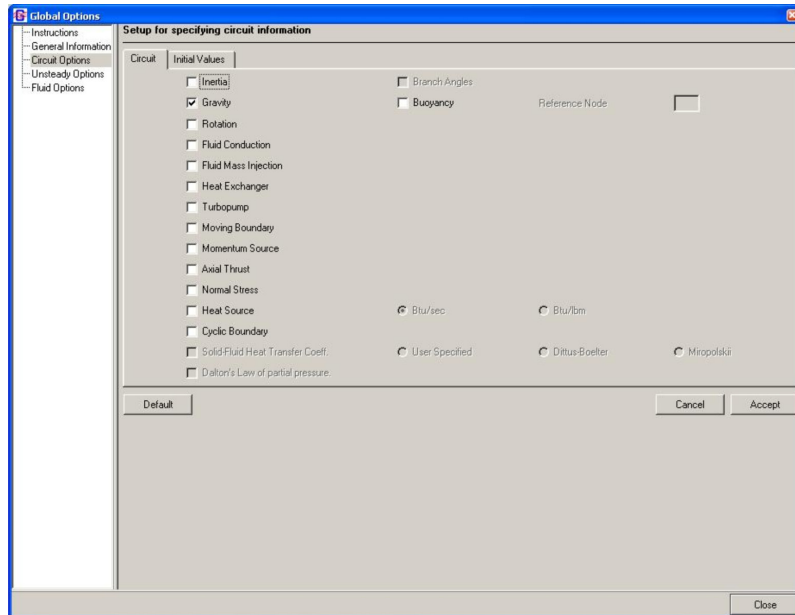 Global Options
Instructions
General Information
Circuit Options
Unsteady Options
Fluid Options
Setup for specifying circuit information
Circuit Initial Values
Inertia Branch Angles
Gravity Buoyancy Reference Node
Rotation
Fluid Conduction
Fluid Mass Injection
Heat Exchanger
Turbopump
Moving Boundary
Momentum Source
Axial Thrust
Normal Stress
Heat Source Btu/sec Btu/lbm
Cyclic Boundary
Solid-Fluid Heat Transfer Coeff. User Specified Dittus-Boelter Miropolskii
Dalton's Law of partial pressure.
Default Cancel Accept
Close